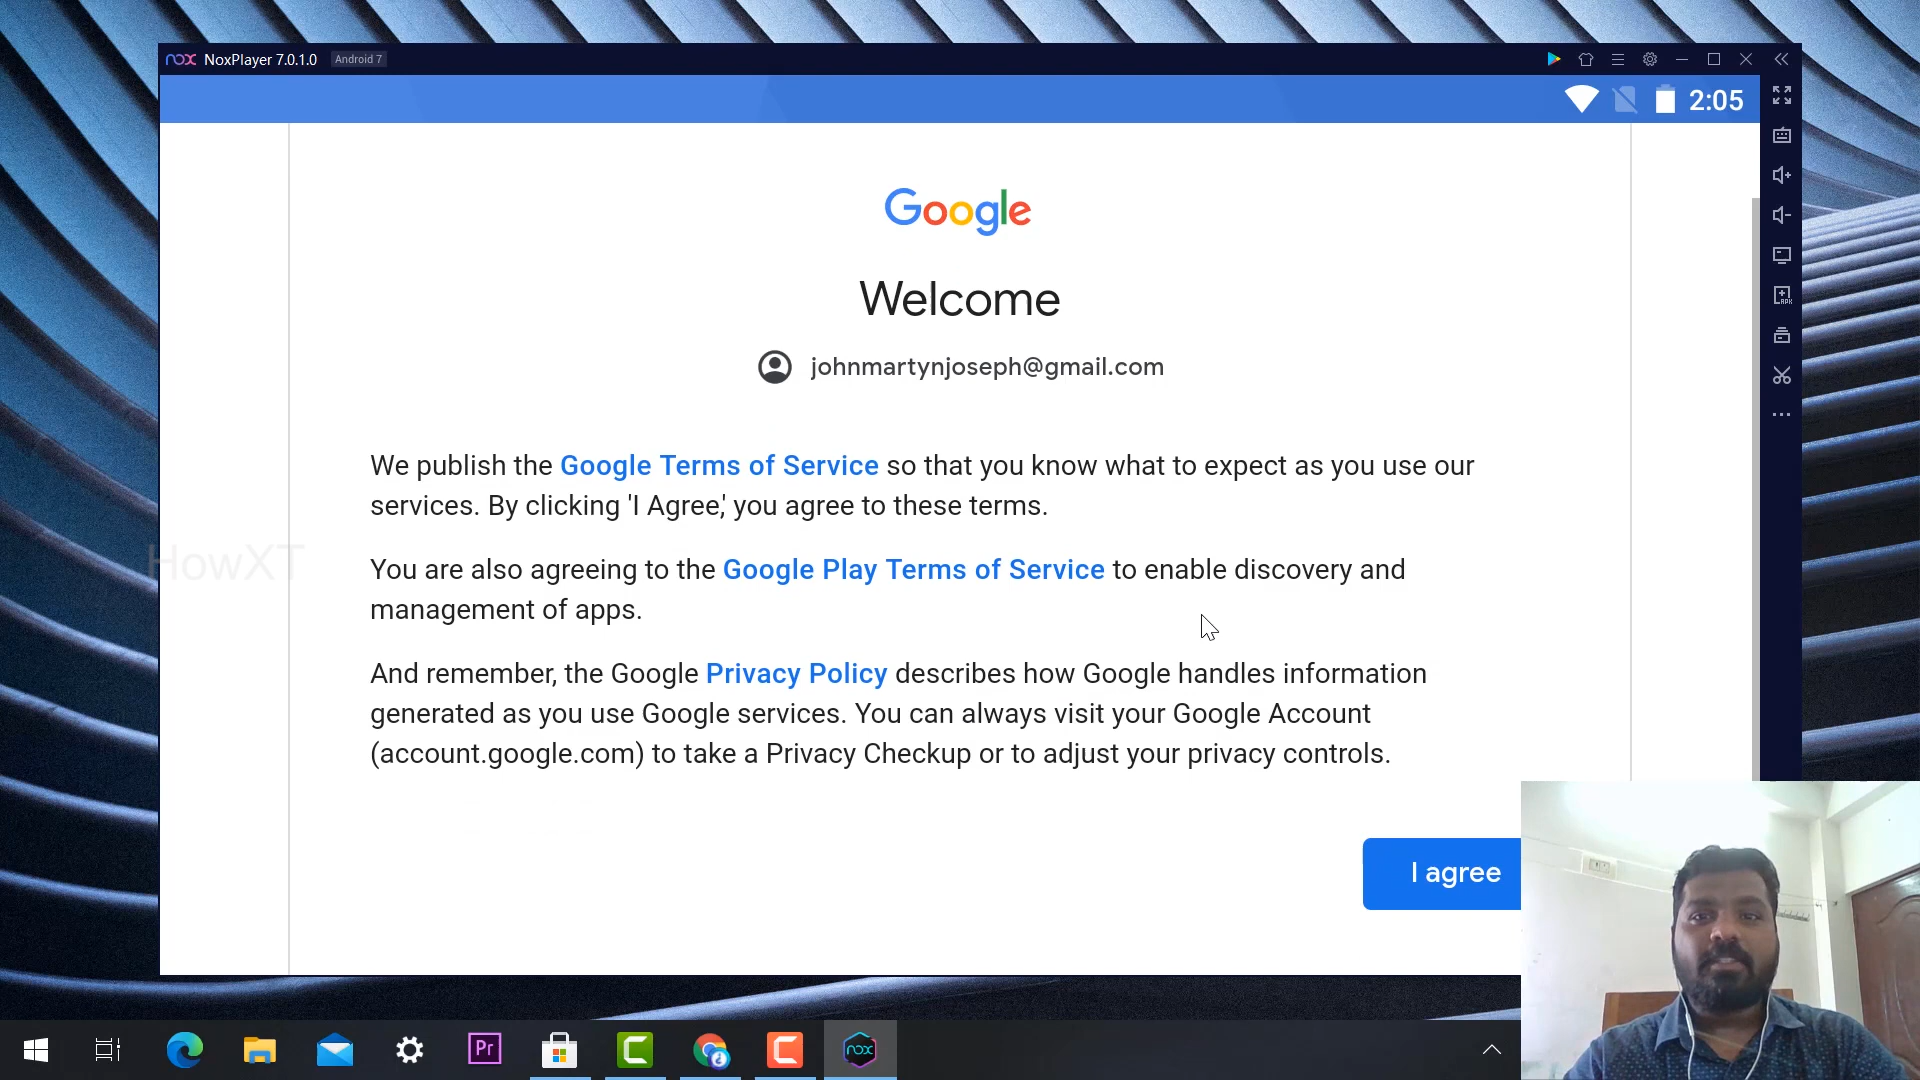 nox NoxPlayer 7.0.1.0 Android 7
2:05
Google
Welcome
johnmartynjoseph@gmail.com
We publish the Google Terms of Service so that you know what to expect as you use our
services. By clicking 'I Agree,' you agree to these terms.
HowXT
You are also agreeing to the Google Play Terms of Service to enable discovery and
management of apps.
And remember, the Google Privacy Policy describes how Google handles information
generated as you use Google services. You can always visit your Google Account
(account.google.com) to take a Privacy Checkup or to adjust your privacy controls.
I agree
Pr
nox